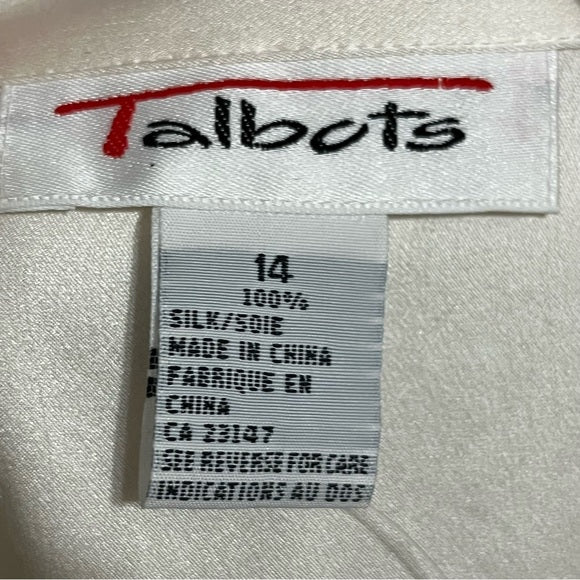 Talbots
14
100%
SILK/SOIE
MADE IN CHINA
FABRIQUE EN
CHINA
CA 23147
SEE REVERSE FOR CARE
INDICATIONS AU DOS